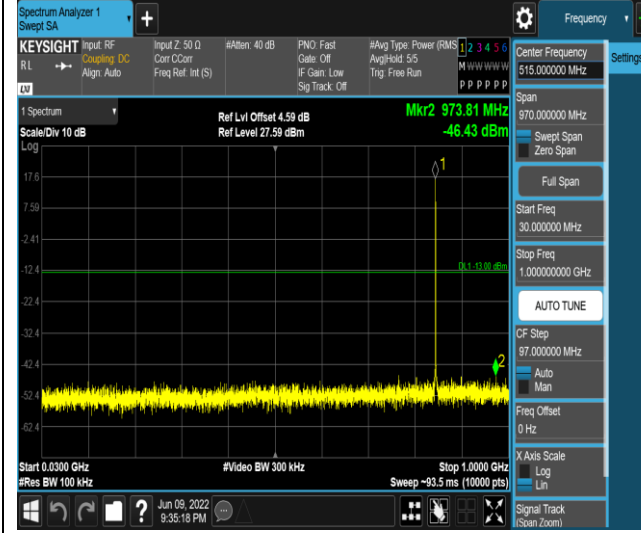 Spectrum Analyzer 1
Swept SA
Frequency
KEYSIGHT
RL
LXI
Input: RF
Coupling: DC
Align: Auto
Input Z: 50 Ω
Corr CCorr
Freq Ref: Int (S)
#Atten: 40 dB
PNO: Fast
Gate: Off
IF Gain: Low
Sig Track: Off
#Avg Type: Power (RMS
Avg|Hold: 5/5
Trig: Free Run
1 2 3 4 5 6
M W W W W W
P P P P P P
Center Frequency
515.000000 MHz
Settings
Span
970.000000 MHz
Swept Span
Zero Span
Full Span
Start Freq
30.000000 MHz
Stop Freq
1.000000000 GHz
AUTO TUNE
CF Step
97.000000 MHz
Auto
Man
Freq Offset
0 Hz
X Axis Scale
Log
Lin
Signal Track
(Span Zoom)
1 Spectrum
Scale/Div 10 dB
Log
Ref Lvl Offset 4.59 dB
Ref Level 27.59 dBm
Mkr2 973.81 MHz
-46.43 dBm
1
17.6
7.59
-2.41
-12.4
DL1 -13.00 dBm
-22.4
-32.4
-42.4
2
-52.4
-62.4
Start 0.0300 GHz
#Res BW 100 kHz
#Video BW 300 kHz
Stop 1.0000 GHz
Sweep ~93.5 ms (10000 pts)
?
Jun 09, 2022
9:35:18 PM